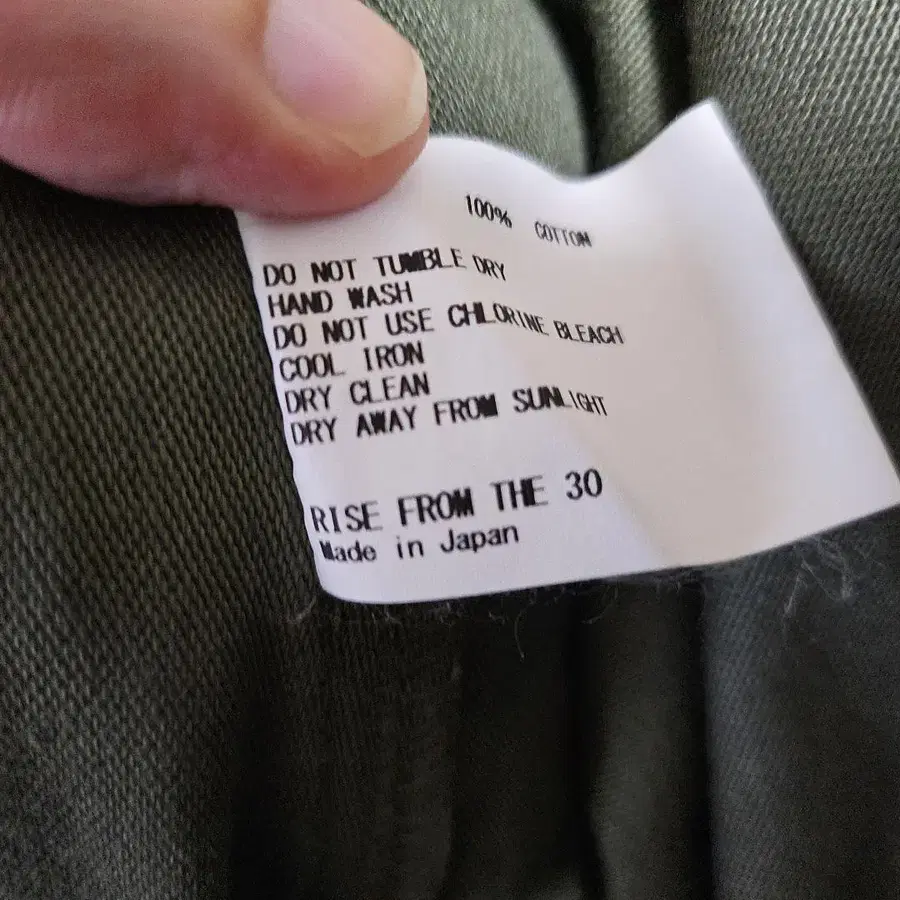 100% COTTON
DO NOT TUMBLE DRY
HAND WASH
DO NOT USE CHLORINE BLEACH
COOL IRON
DRY CLEAN
DRY AWAY FROM SUNLIGHT
RISE FROM THE 30
Made in Japan